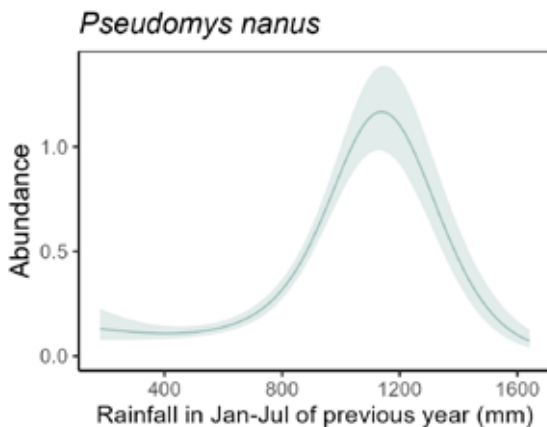 Pseudomys nanus
Abundance
1.0
0.5
0.0
400 800 1200 1600
Rainfall in Jan-Jul of previous year (mm)